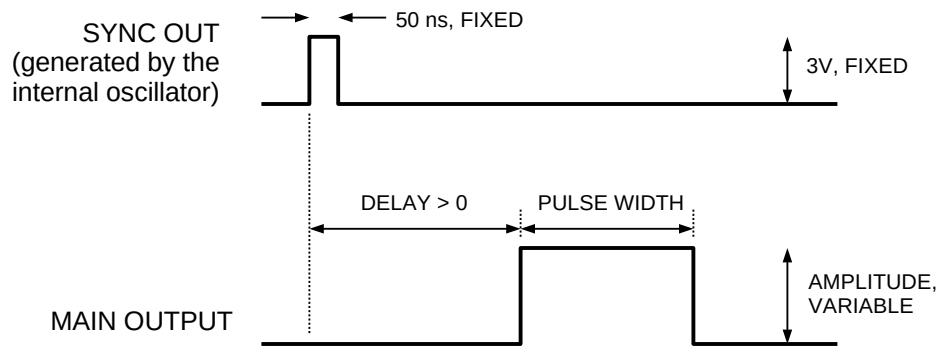 50 ns, FIXED
SYNC OUT
(generated by the
internal oscillator)
3V, FIXED
DELAY > 0
PULSE WIDTH
AMPLITUDE,
VARIABLE
MAIN OUTPUT